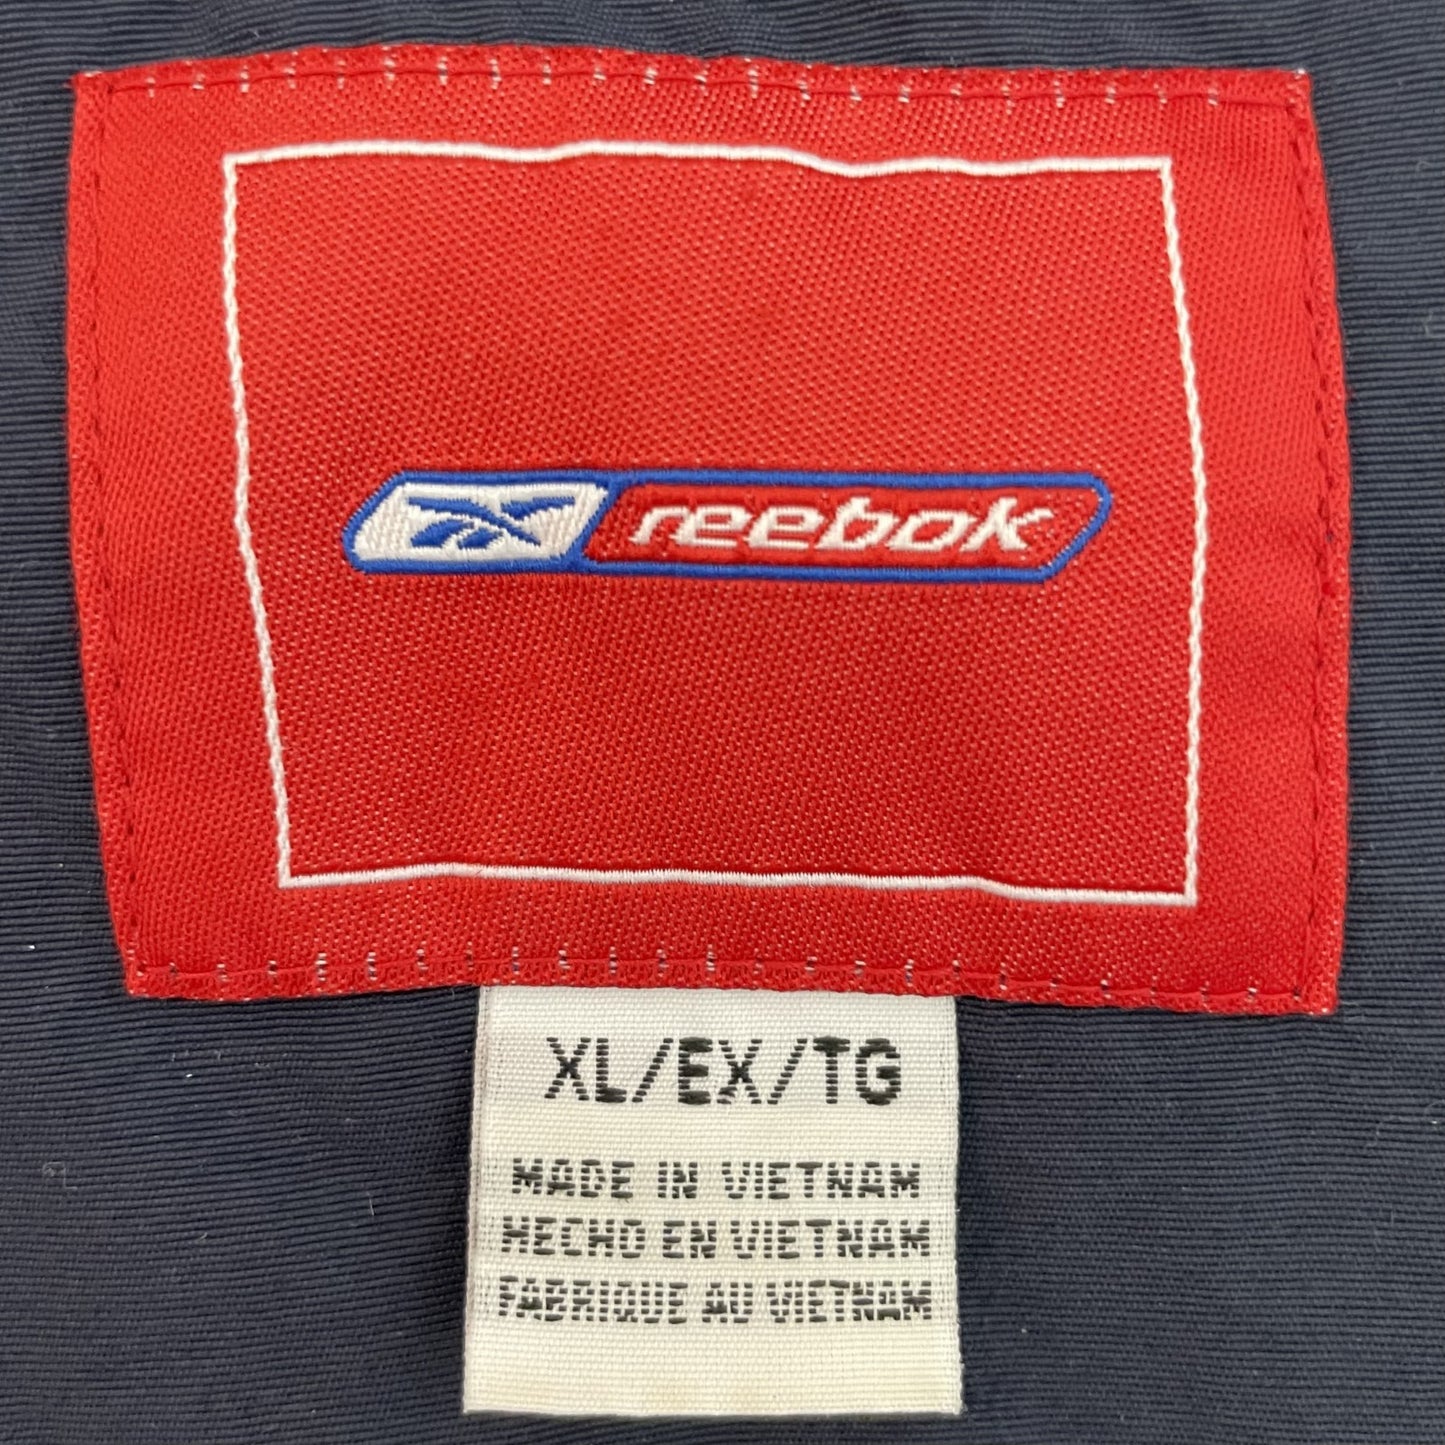 reebok
XL/EX/TG
MADE IN VIETNAM
HECHO EN VIETNAM
FABRIQUE AU VIETNAM